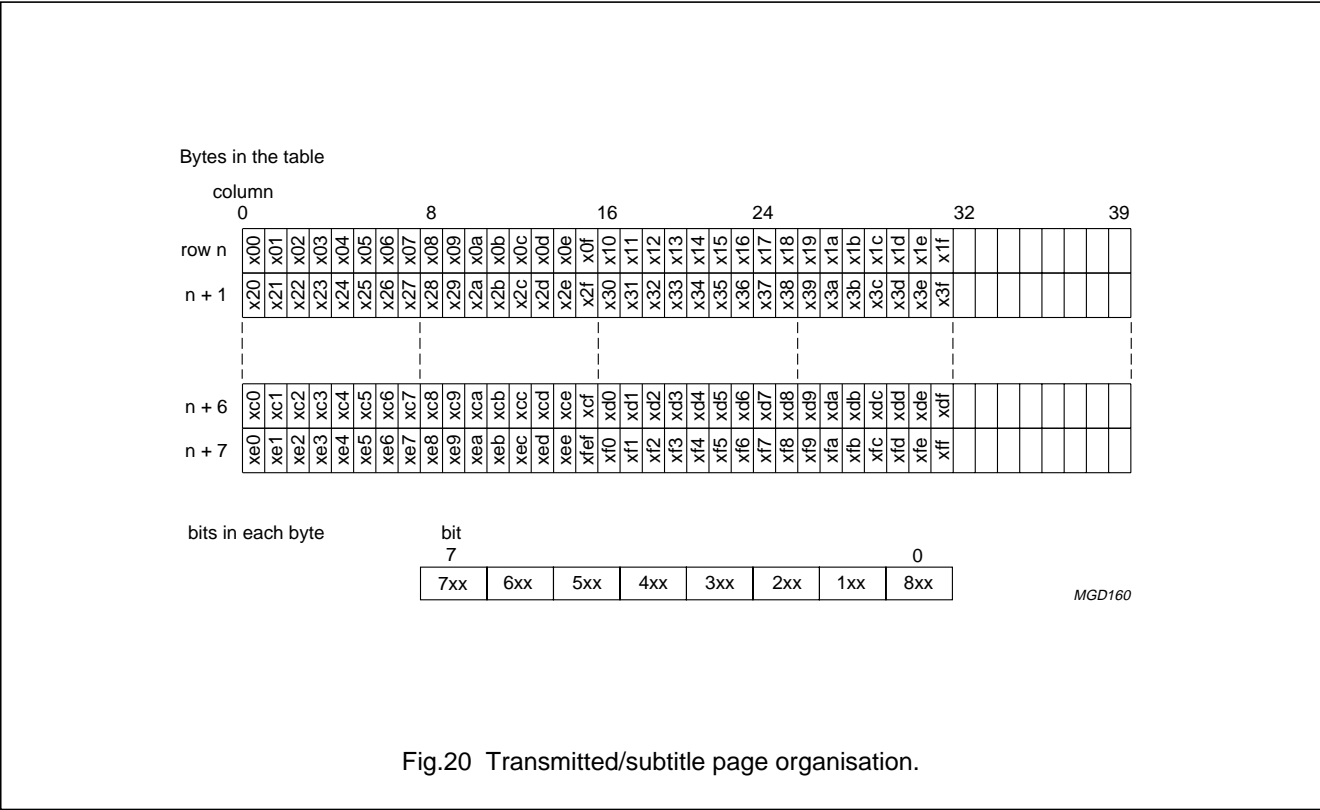 Bytes in the table
column
0 8 16 24 32 39
row n x00 x01 x02 x03 x04 x05 x06 x07 x08 x09 x0a x0b x0c x0d x0e x0f x10 x11 x12 x13 x14 x15 x16 x17 x18 x19 x1a x1b x1c x1d x1e x1f
n + 1 x20 x21 x22 x23 x24 x25 x26 x27 x28 x29 x2a x2b x2c x2d x2e x2f x30 x31 x32 x33 x34 x35 x36 x37 x38 x39 x3a x3b x3c x3d x3e x3f
n + 6 xc0 xc1 xc2 xc3 xc4 xc5 xc6 xc7 xc8 xc9 xca xcb xcc xcd xce xcf xd0 xd1 xd2 xd3 xd4 xd5 xd6 xd7 xd8 xd9 xda xdb xdc xdd xde xdf
n + 7 xe0 xe1 xe2 xe3 xe4 xe5 xe6 xe7 xe8 xe9 xea xeb xec xed xee xfef xf0 xf1 xf2 xf3 xf4 xf5 xf6 xf7 xf8 xf9 xfa xfb xfc xfd xfe xff
bits in each byte bit
7 0
7xx 6xx 5xx 4xx 3xx 2xx 1xx 8xx
MGD160
Fig.20 Transmitted/subtitle page organisation.